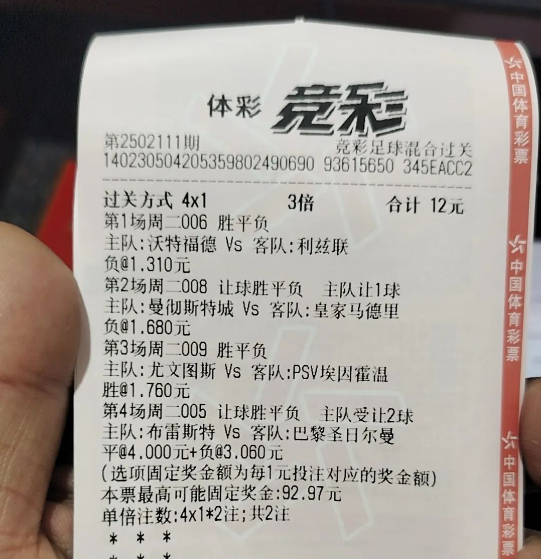 体彩 竞彩
第2502111期 竞彩足球混合过关
140230504205359802490690 93615650 345EACC2
过关方式 4x1 3倍 合计 12元
第1场周二006 胜平负
主队:沃特福德 Vs 客队:利兹联
负@1.310元
第2场周二008 让球胜平负 主队让1球
主队:曼彻斯特城 Vs 客队:皇家马德里
负@1.680元
第3场周二009 胜平负
主队:尤文图斯 Vs 客队:PSV埃因霍温
胜@1.760元
第4场周二005 让球胜平负 主队受让2球
主队:布雷斯特 Vs 客队:巴黎圣日尔曼
平@4.000元+负@3.060元
(选项固定奖金额为每1元投注对应的奖金额)
本票最高可能固定奖金:92.97元
单倍注数:4x1*2注;共2注
* * *
* * *
中国体育彩票
中国体育彩票
中国体育彩票